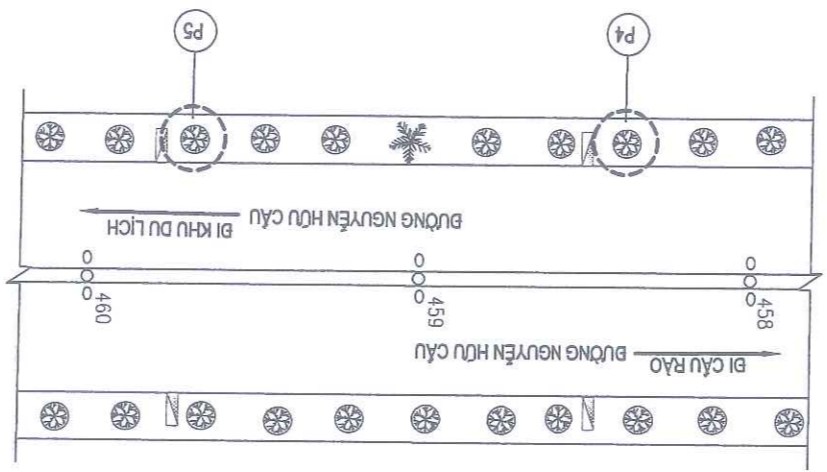 ĐI CẦU RÀO
ĐƯỜNG NGUYỄN HỮU CẦU
458
459
460
ĐƯỜNG NGUYỄN HỮU CẦU
ĐI KHU DU LỊCH
P4
P5